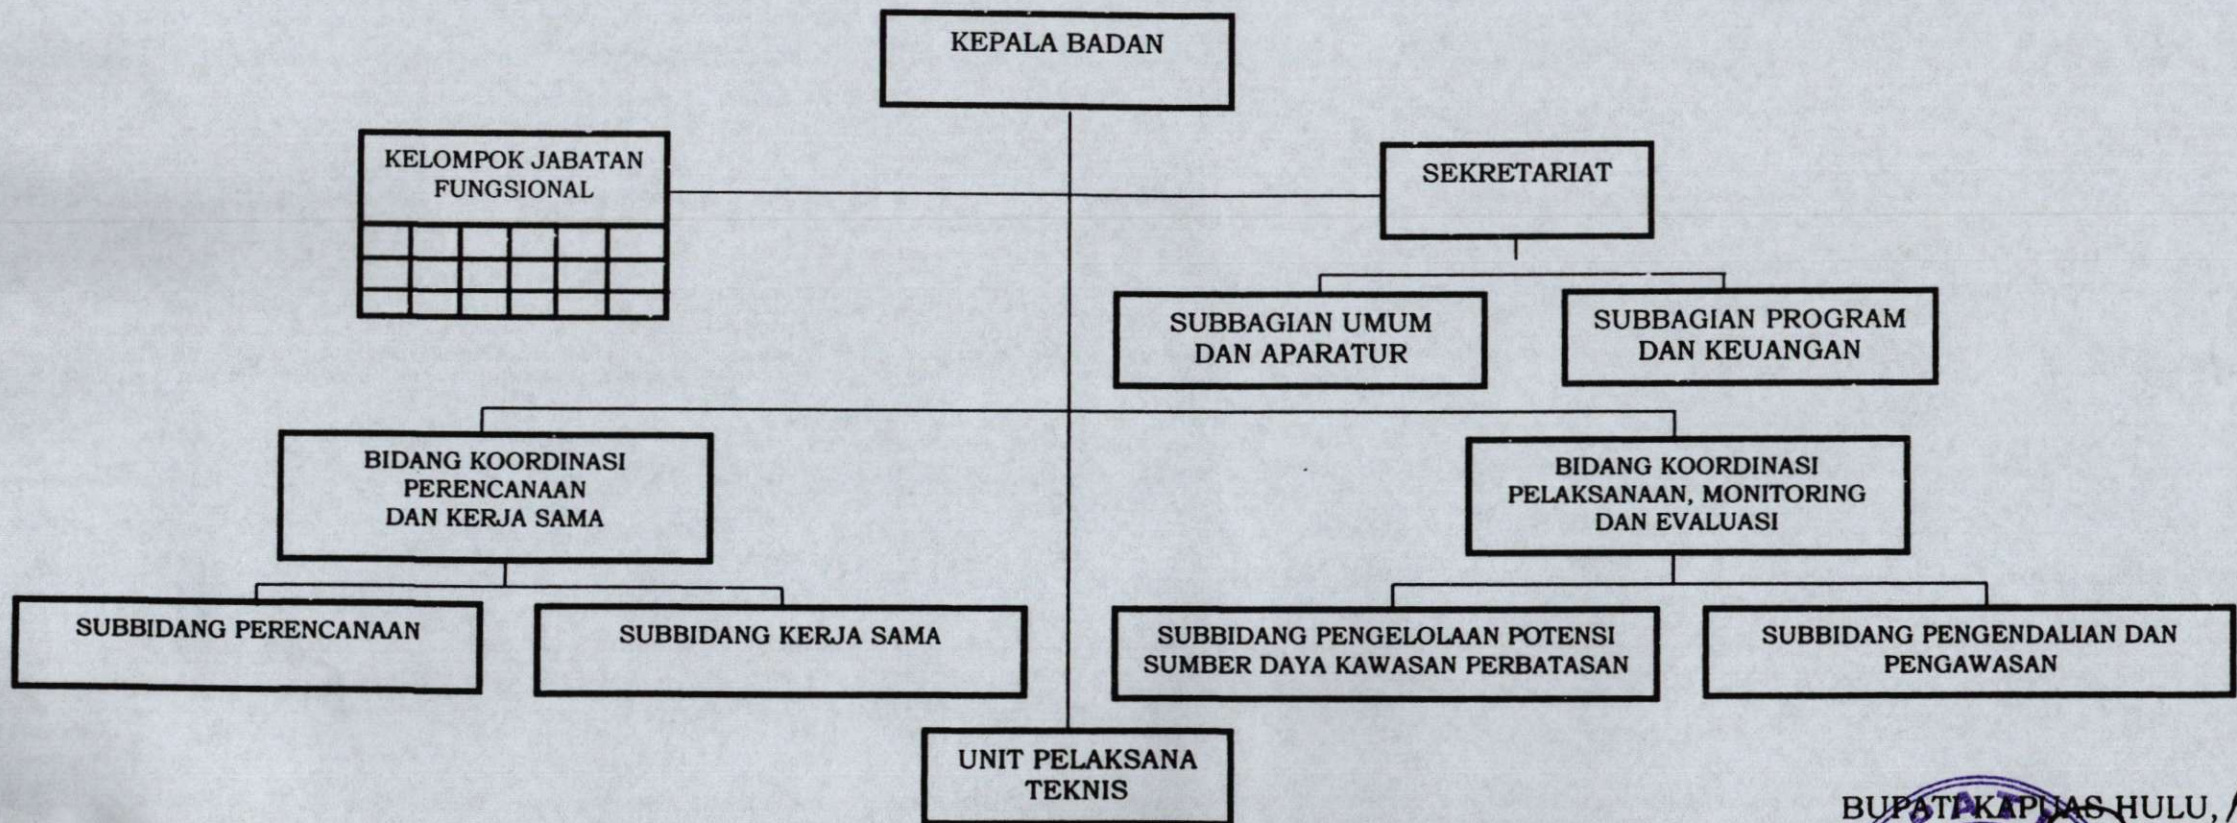 KEPALA BADAN
KELOMPOK JABATAN
FUNGSIONAL
SEKRETARIAT
SUBBAGIAN UMUM
DAN APARATUR
SUBBAGIAN PROGRAM
DAN KEUANGAN
BIDANG KOORDINASI
PERENCANAAN
DAN KERJA SAMA
BIDANG KOORDINASI
PELAKSANAAN, MONITORING
DAN EVALUASI
SUBBIDANG PERENCANAAN
SUBBIDANG KERJA SAMA
SUBBIDANG PENGELOLAAN POTENSI
SUMBER DAYA KAWASAN PERBATASAN
SUBBIDANG PENGENDALIAN DAN
PENGAWASAN
UNIT PELAKSANA
TEKNIS
BUPATI KAPUAS HULU,